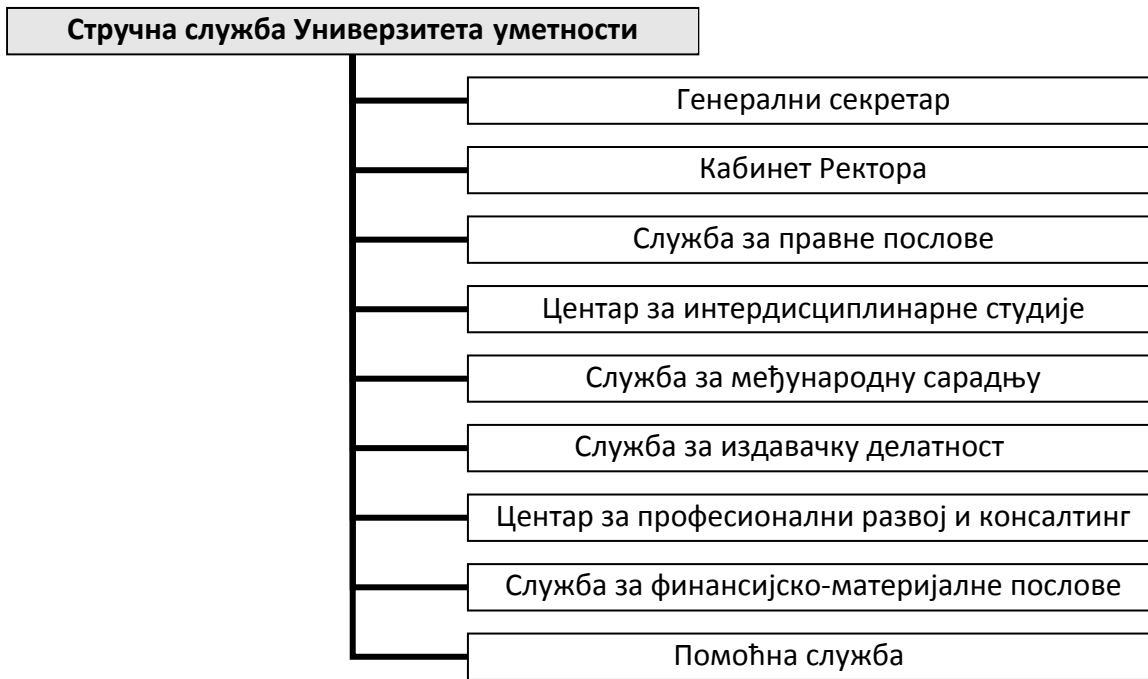 Стручна служба Универзитета уметности
Генерални секретар
Кабинет Ректора
Служба за правне послове
Центар за интердисциплинарне студије
Служба за међународну сарадњу
Служба за издавачку делатност
Центар за професионални развој и консалтинг
Служба за финансијско-материјалне послове
Помоћна служба